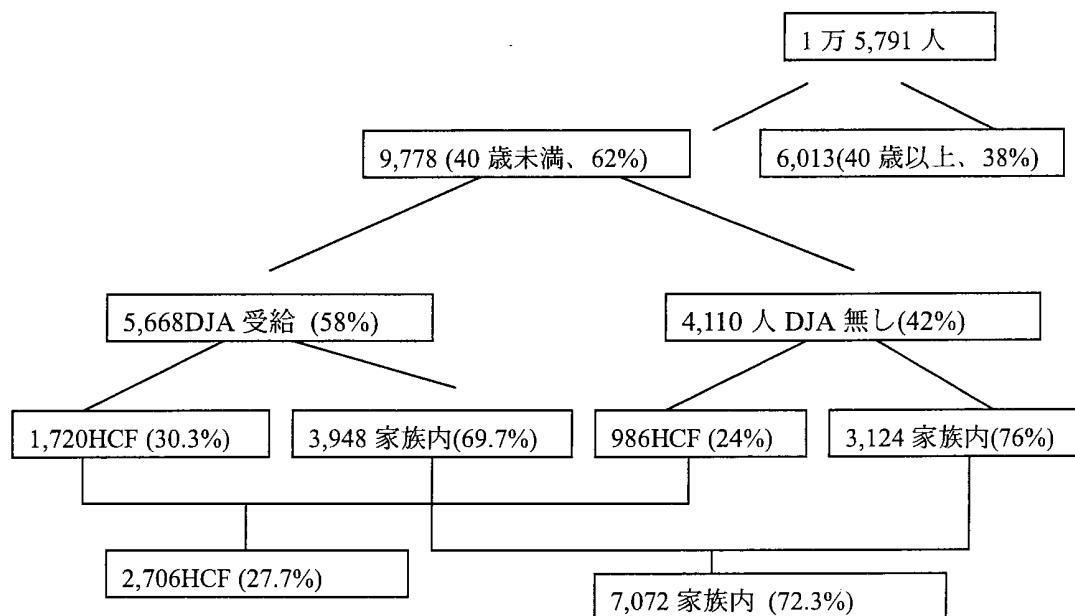 1 万 5,791 人
9,778 (40 歳未満、62%)
6,013(40 歳以上、38%)
5,668DJA 受給 (58%)
4,110 人 DJA 無し(42%)
1,720HCF (30.3%)
3,948 家族内(69.7%)
986HCF (24%)
3,124 家族内(76%)
2,706HCF (27.7%)
7,072 家族内 (72.3%)